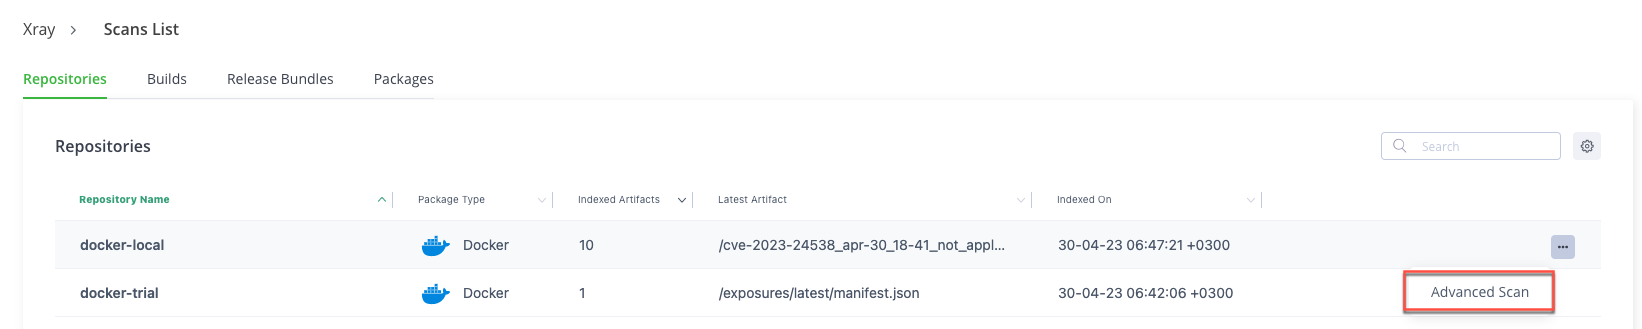 Xray > Scans List
Repositories Builds Release Bundles Packages
Repositories
Search
Repository Name Package Type Indexed Artifacts Latest Artifact Indexed On
docker-local Docker 10 /cve-2023-24538_apr-30_18-41_not_appl... 30-04-23 06:47:21 +0300
docker-trial Docker 1 /exposures/latest/manifest.json 30-04-23 06:42:06 +0300
Advanced Scan